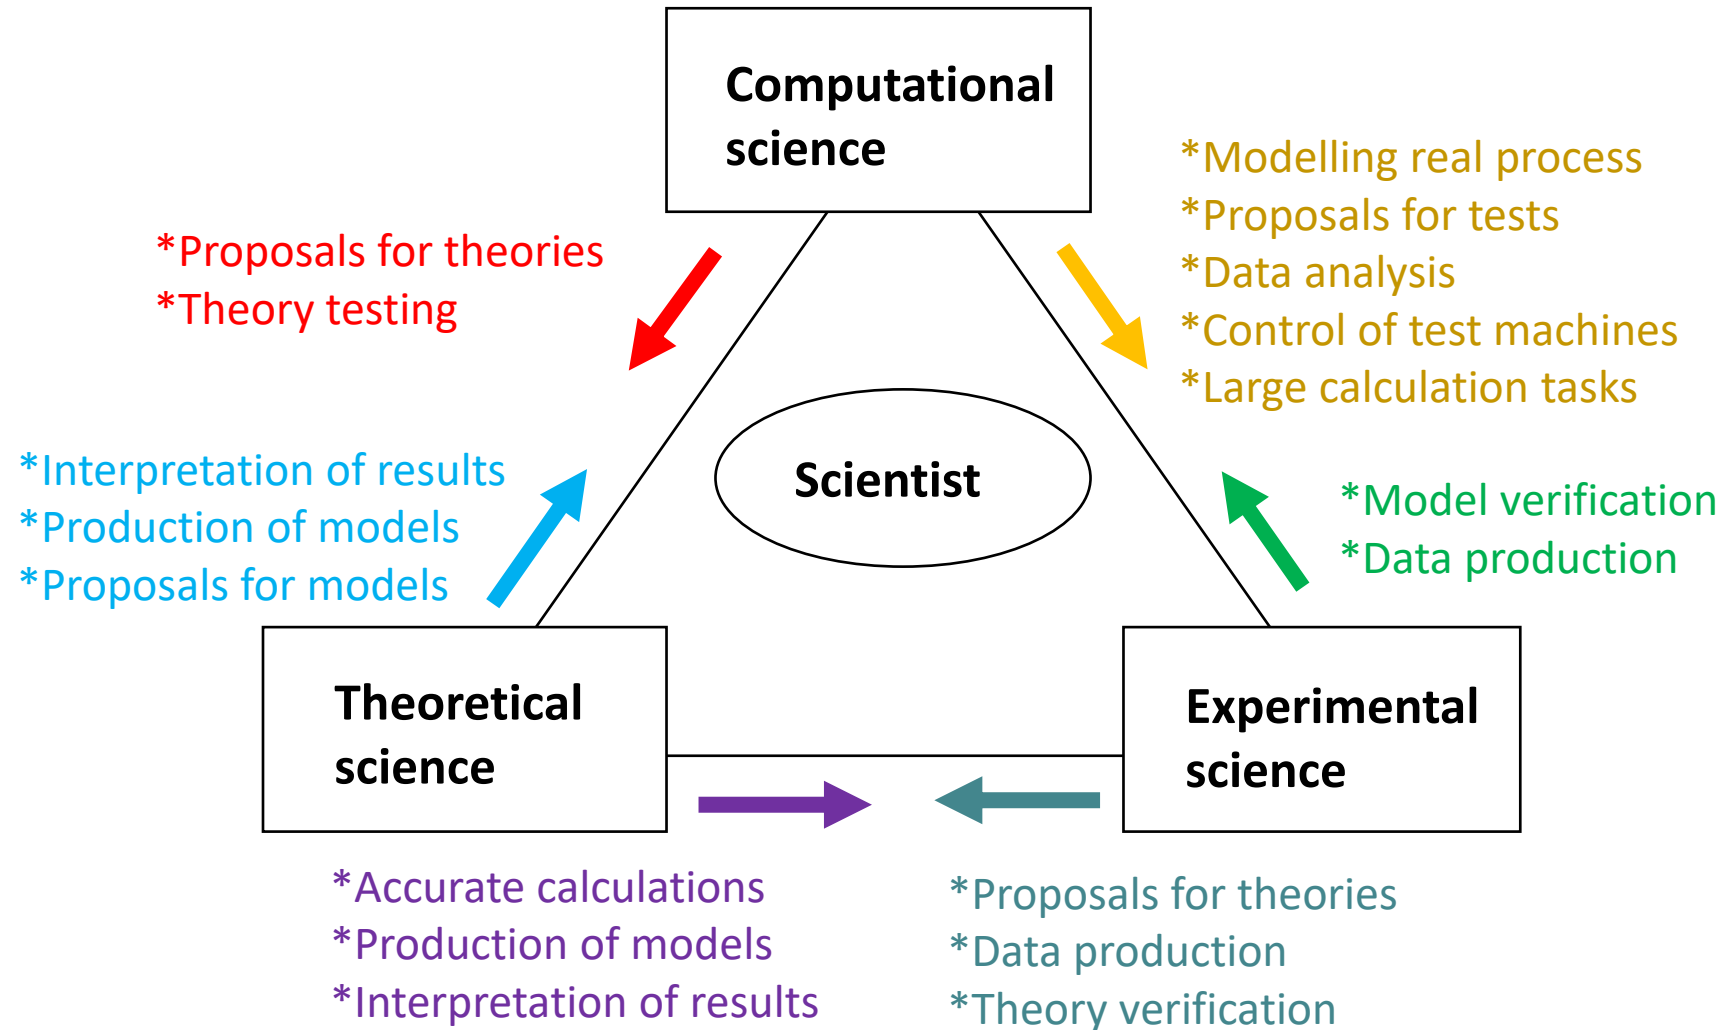 Computational
science
*Modelling real process
*Proposals for tests
*Data analysis
*Control of test machines
*Large calculation tasks
*Proposals for theories
*Theory testing
Scientist
*Interpretation of results
*Production of models
*Proposals for models
*Model verification
*Data production
Theoretical
science
Experimental
science
*Accurate calculations
*Production of models
*Interpretation of results
*Proposals for theories
*Data production
*Theory verification